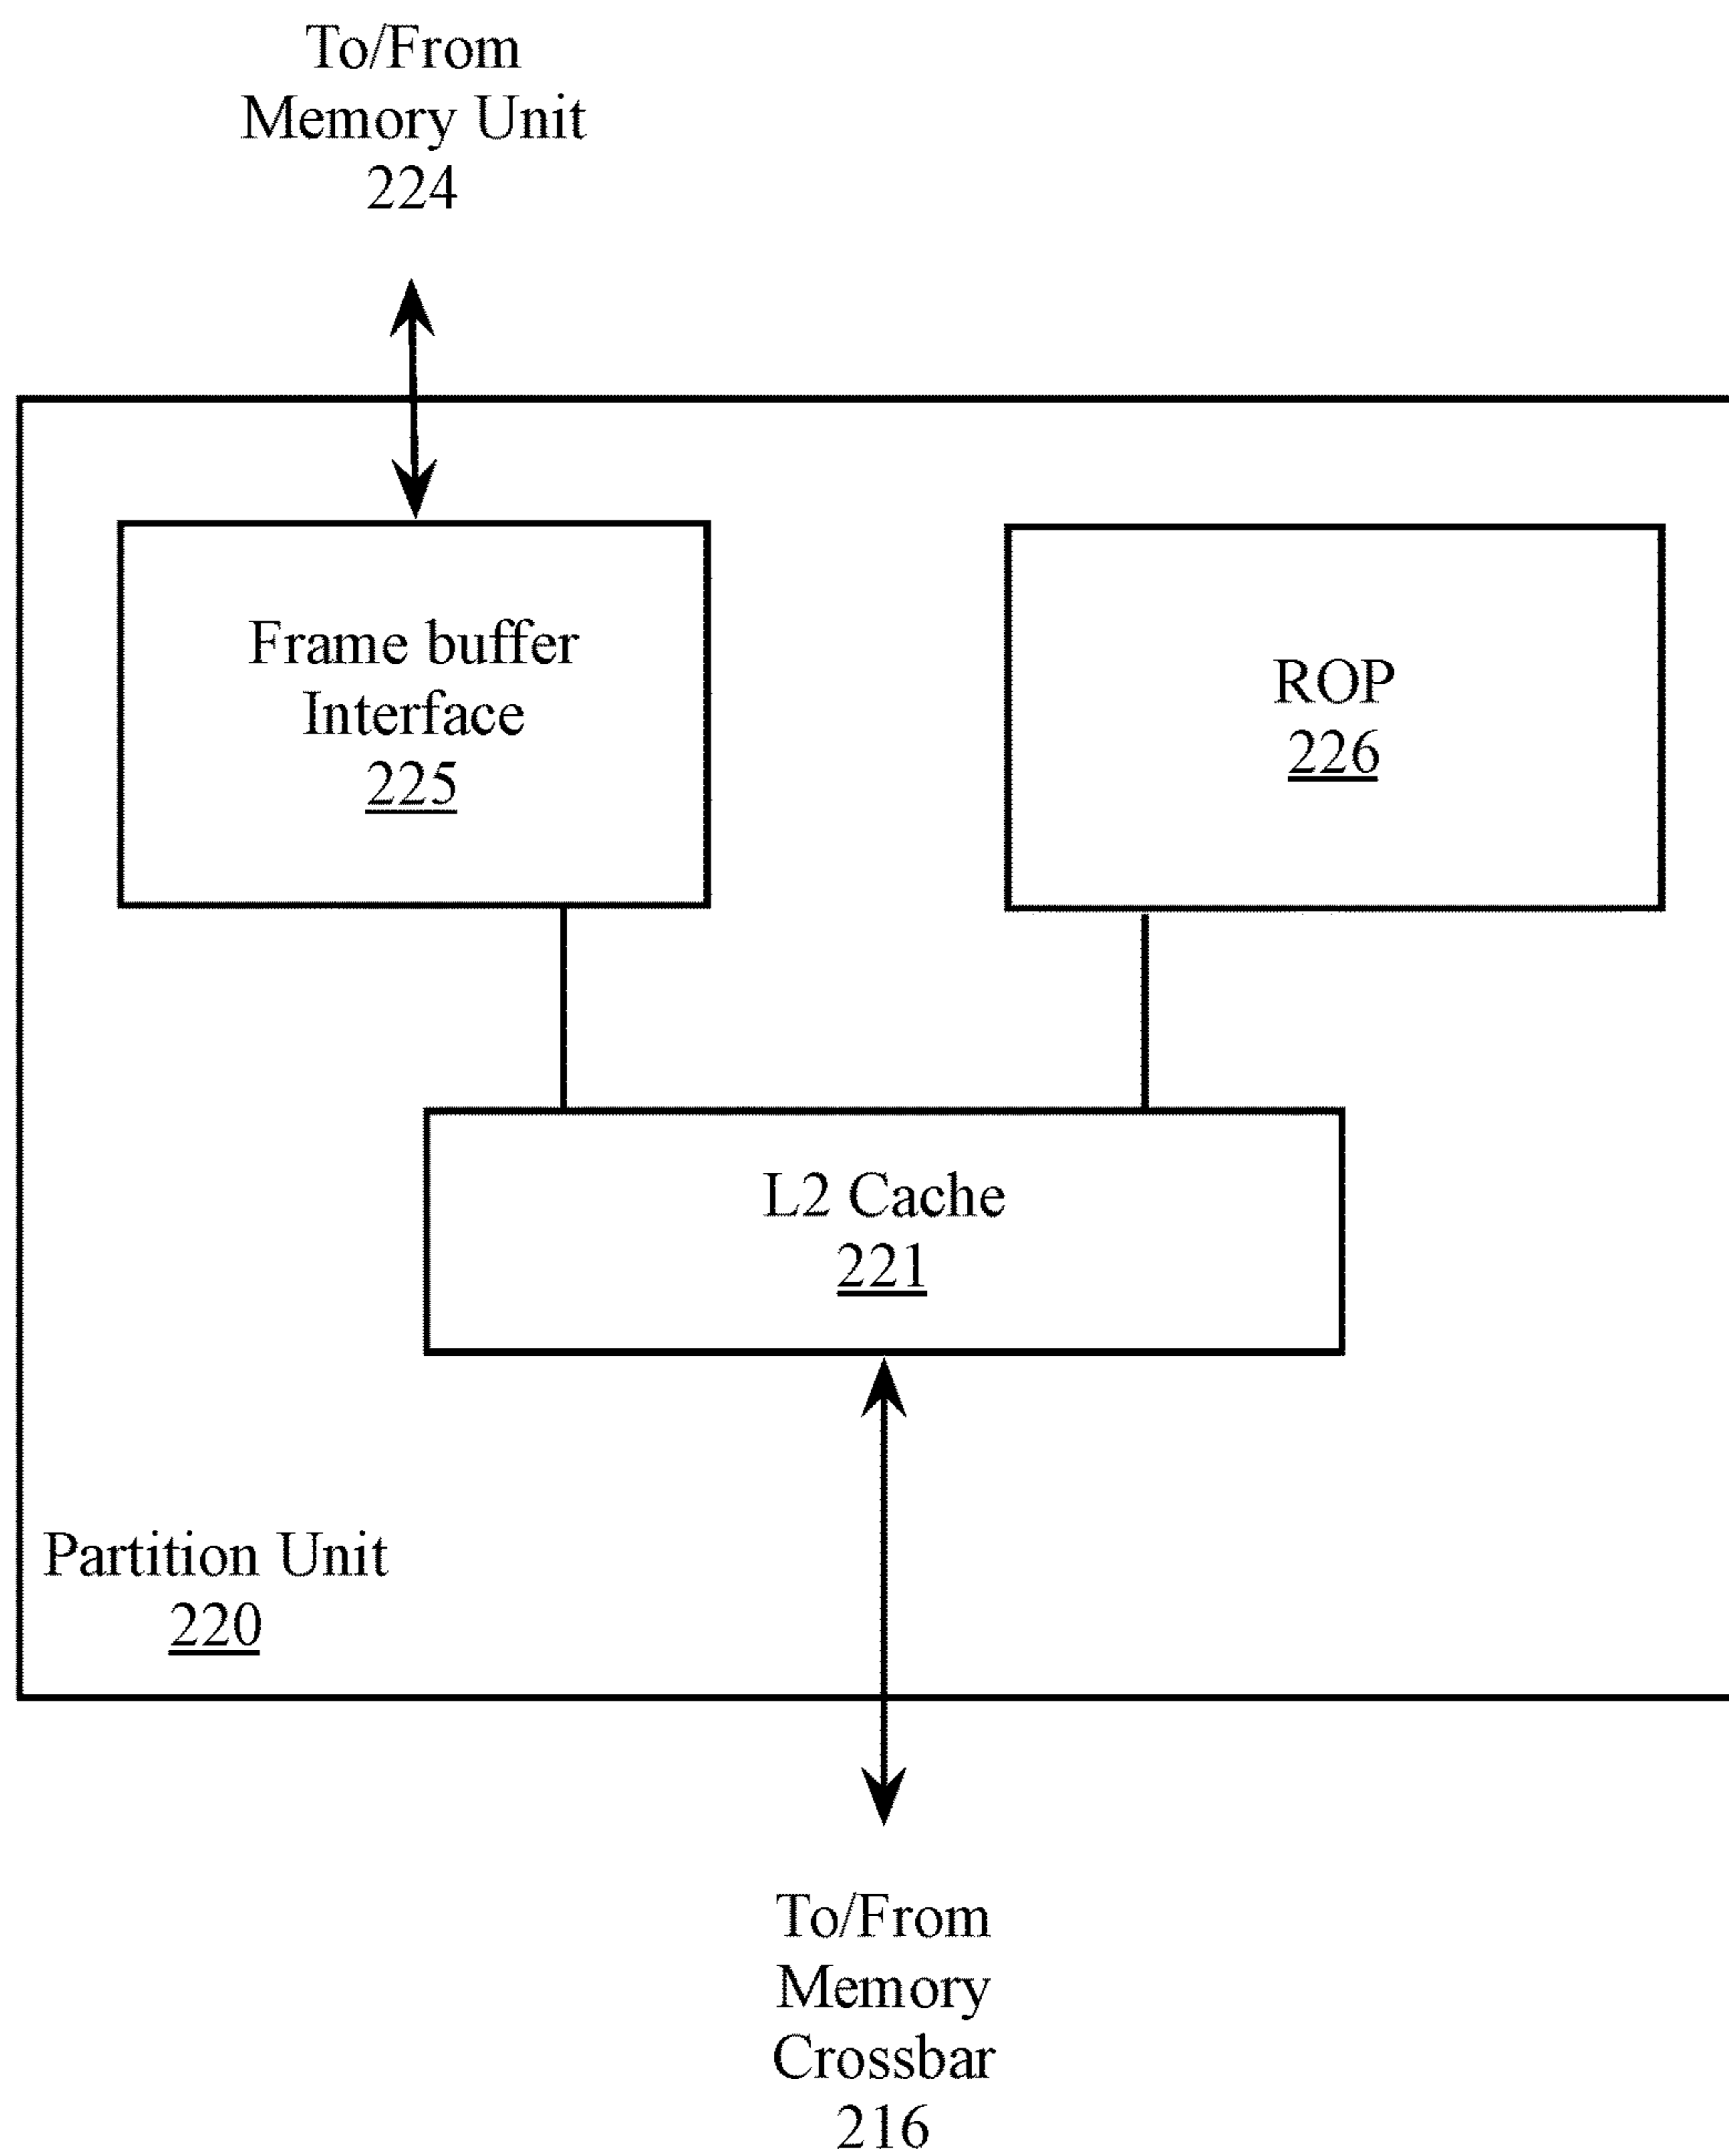 To/From
Memory Unit
224
Frame buffer
Interface
225
ROP
226
L2 Cache
221
Partition Unit
220
To/From
Memory
Crossbar
216